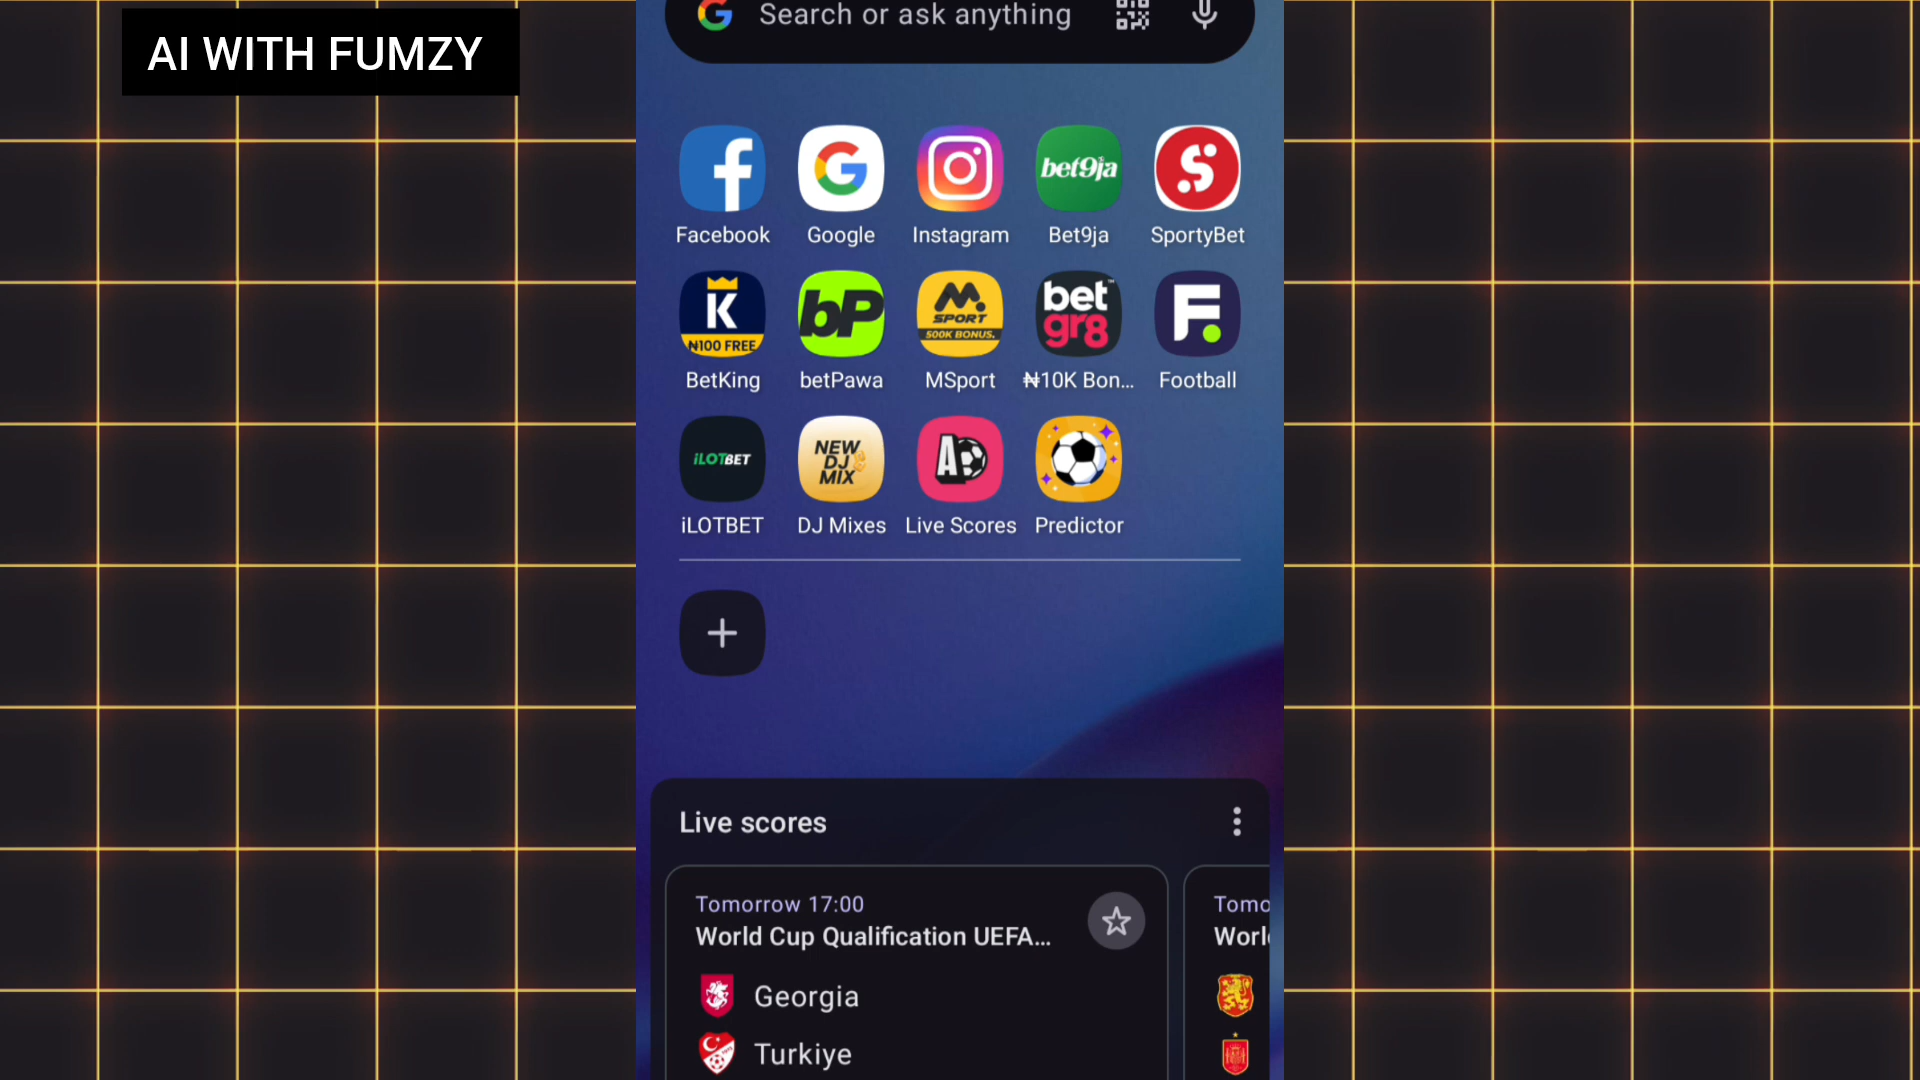 AI WITH FUMZY
Search or ask anything
bet9ja
Facebook Google Instagram Bet9ja SportyBet
K
₦100 FREE
bP
M.
SPORT
500K BONUS.
bet
gr8
F
BetKing betPawa MSport ₦10K Bon... Football
iLOTBET
NEW
DJ
MIX
A
iLOTBET DJ Mixes Live Scores Predictor
Live scores
Tomorrow 17:00 Tomo
World Cup Qualification UEFA... Worl
Georgia
Turkiye